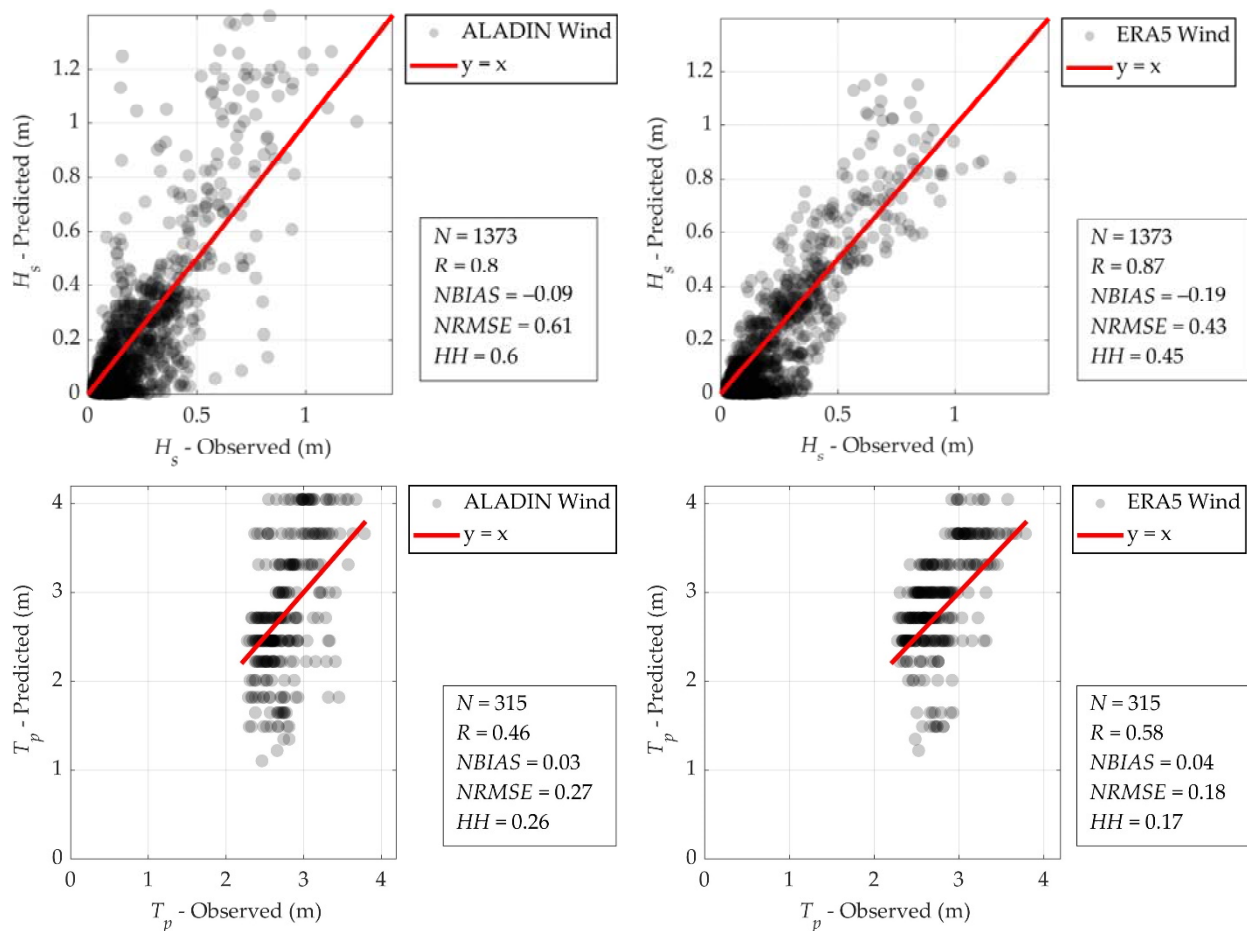 ALADIN Wind
y = x
1.2
1
0.8
0.6
0.4
0.2
0
H_s - Predicted (m)
N = 1373
R = 0.8
NBIAS = −0.09
NRMSE = 0.61
HH = 0.6
0 0.5 1
H_s - Observed (m)
ERA5 Wind
y = x
1.2
1
0.8
0.6
0.4
0.2
0
H_s - Predicted (m)
N = 1373
R = 0.87
NBIAS = −0.19
NRMSE = 0.43
HH = 0.45
0 0.5 1
H_s - Observed (m)
ALADIN Wind
y = x
4
3
2
1
0
T_p - Predicted (m)
N = 315
R = 0.46
NBIAS = 0.03
NRMSE = 0.27
HH = 0.26
0 1 2 3 4
T_p - Observed (m)
ERA5 Wind
y = x
4
3
2
1
0
T_p - Predicted (m)
N = 315
R = 0.58
NBIAS = 0.04
NRMSE = 0.18
HH = 0.17
0 1 2 3 4
T_p - Observed (m)